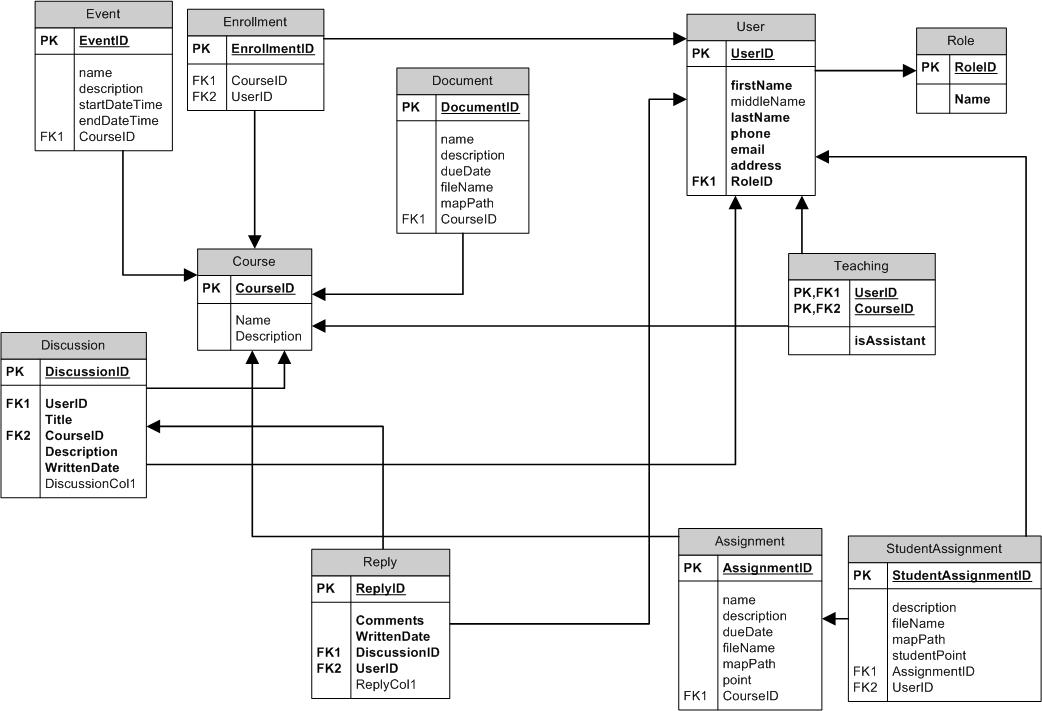 Event
PK EventID
name
description
startDateTime
endDateTime
FK1 CourseID
Enrollment
PK EnrollmentID
FK1 CourseID
FK2 UserID
Document
PK DocumentID
name
description
dueDate
fileName
mapPath
FK1 CourseID
User
PK UserID
firstName
middleName
lastName
phone
email
address
FK1 RoleID
Role
PK RoleID
Name
Course
PK CourseID
Name
Description
Teaching
PK,FK1 UserID
PK,FK2 CourseID
isAssistant
Discussion
PK DiscussionID
FK1 UserID
Title
FK2 CourseID
Description
WrittenDate
DiscussionCol1
Reply
PK ReplyID
Comments
WrittenDate
FK1 DiscussionID
FK2 UserID
ReplyCol1
Assignment
PK AssignmentID
name
description
dueDate
fileName
mapPath
point
FK1 CourseID
StudentAssignment
PK StudentAssignmentID
description
fileName
mapPath
studentPoint
FK1 AssignmentID
FK2 UserID